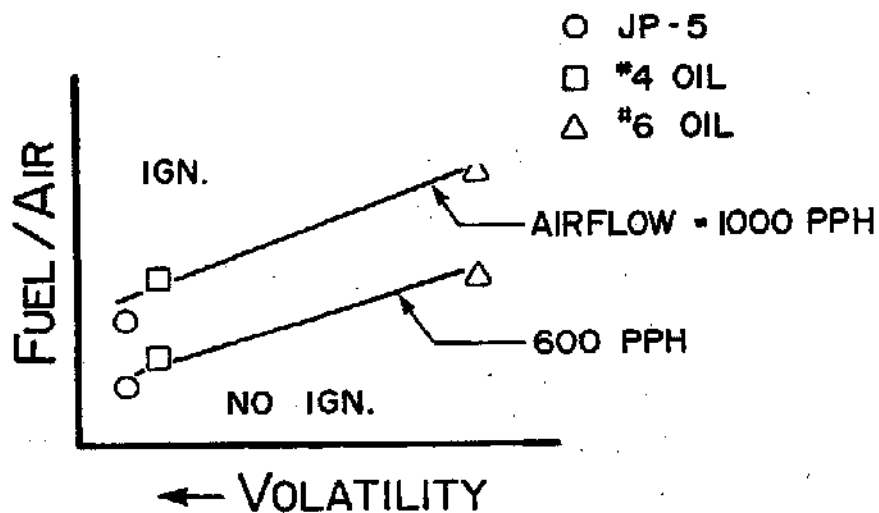 JP-5
#4 OIL
#6 OIL
IGN.
AIRFLOW = 1000 PPH
600 PPH
NO IGN.
FUEL/AIR
← VOLATILITY